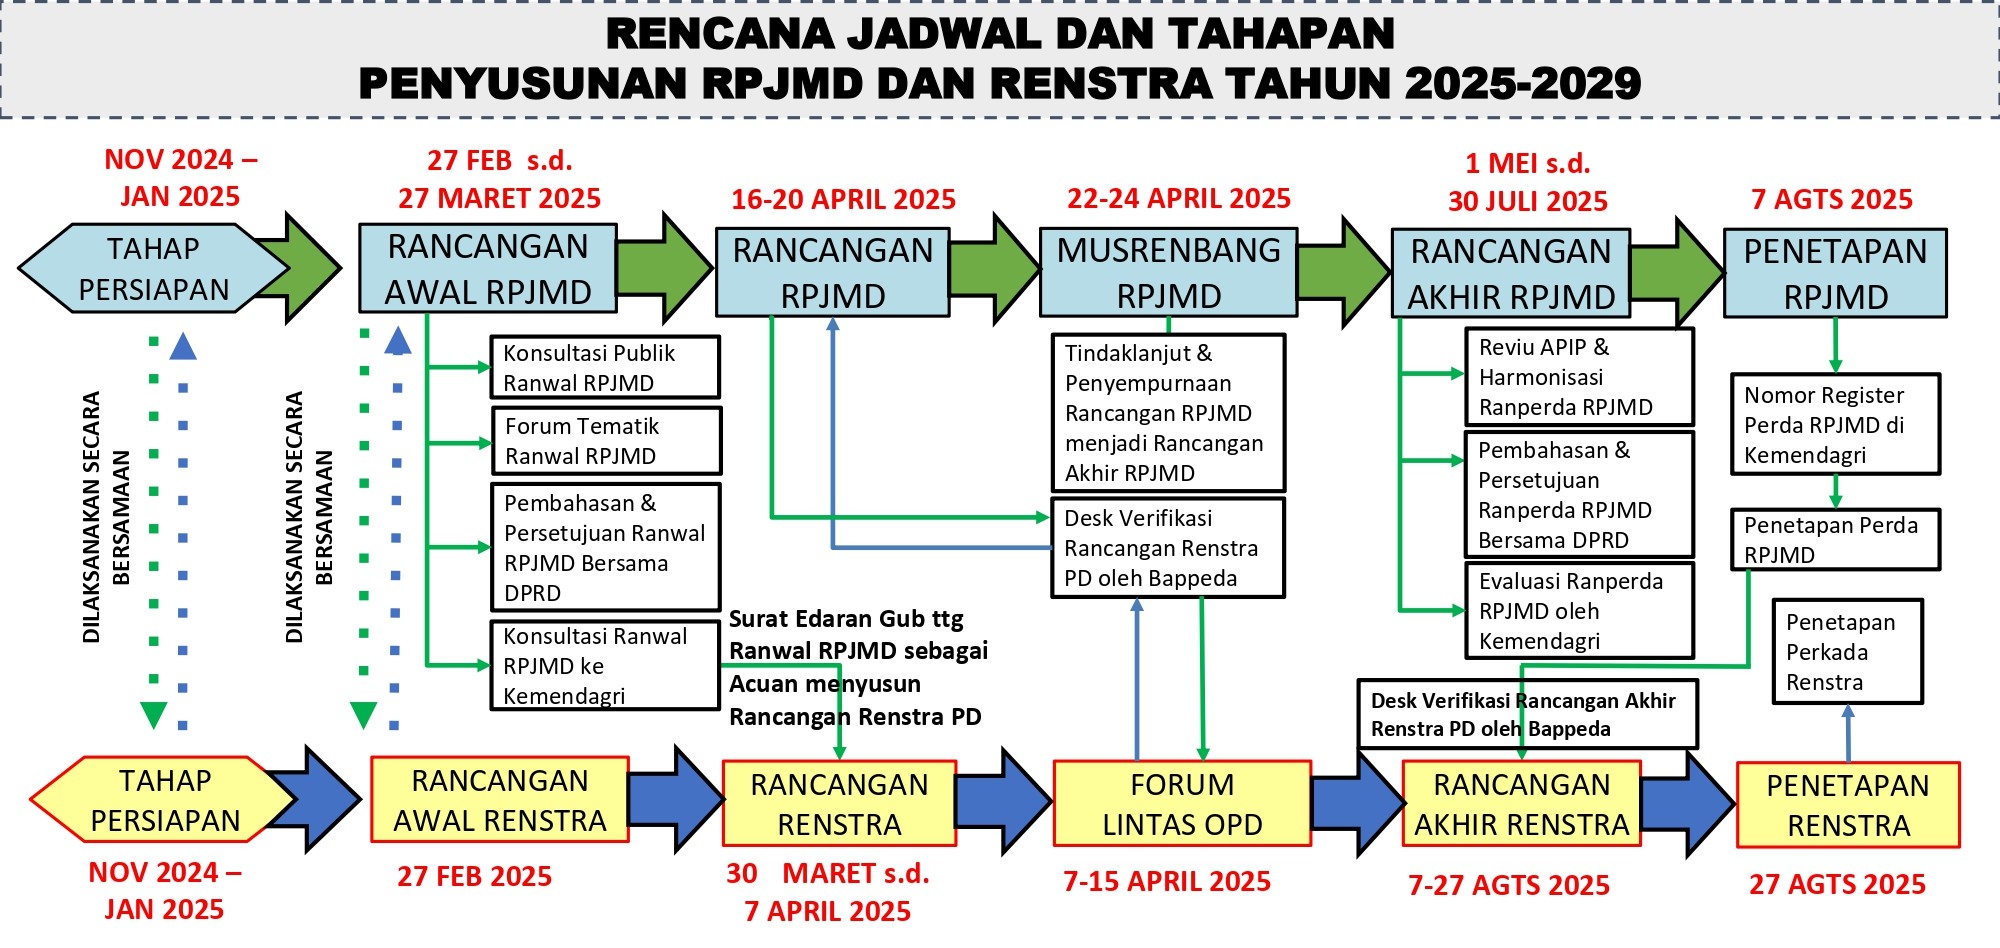 RENCANA JADWAL DAN TAHAPAN
PENYUSUNAN RPJMD DAN RENSTRA TAHUN 2025-2029
NOV 2024 –
JAN 2025
27 FEB s.d.
27 MARET 2025
16-20 APRIL 2025
22-24 APRIL 2025
1 MEI s.d.
30 JULI 2025
7 AGTS 2025
TAHAP
PERSIAPAN
RANCANGAN
AWAL RPJMD
RANCANGAN
RPJMD
MUSRENBANG
RPJMD
RANCANGAN
AKHIR RPJMD
PENETAPAN
RPJMD
DILAKSANAKAN SECARA
BERSAMAAN
DILAKSANAKAN SECARA
BERSAMAAN
Konsultasi Publik
Ranwal RPJMD
Forum Tematik
Ranwal RPJMD
Pembahasan &
Persetujuan Ranwal
RPJMD Bersama
DPRD
Konsultasi Ranwal
RPJMD ke
Kemendagri
Surat Edaran Gub ttg
Ranwal RPJMD sebagai
Acuan menyusun
Rancangan Renstra PD
Tindaklanjut &
Penyempurnaan
Rancangan RPJMD
menjadi Rancangan
Akhir RPJMD
Desk Verifikasi
Rancangan Renstra
PD oleh Bappeda
Reviu APIP &
Harmonisasi
Ranperda RPJMD
Pembahasan &
Persetujuan
Ranperda RPJMD
Bersama DPRD
Evaluasi Ranperda
RPJMD oleh
Kemendagri
Nomor Register
Perda RPJMD di
Kemendagri
Penetapan Perda
RPJMD
Penetapan
Perkada
Renstra
Desk Verifikasi Rancangan Akhir
Renstra PD oleh Bappeda
TAHAP
PERSIAPAN
RANCANGAN
AWAL RENSTRA
RANCANGAN
RENSTRA
FORUM
LINTAS OPD
RANCANGAN
AKHIR RENSTRA
PENETAPAN
RENSTRA
NOV 2024 –
JAN 2025
27 FEB 2025
30 MARET s.d.
7 APRIL 2025
7-15 APRIL 2025
7-27 AGTS 2025
27 AGTS 2025